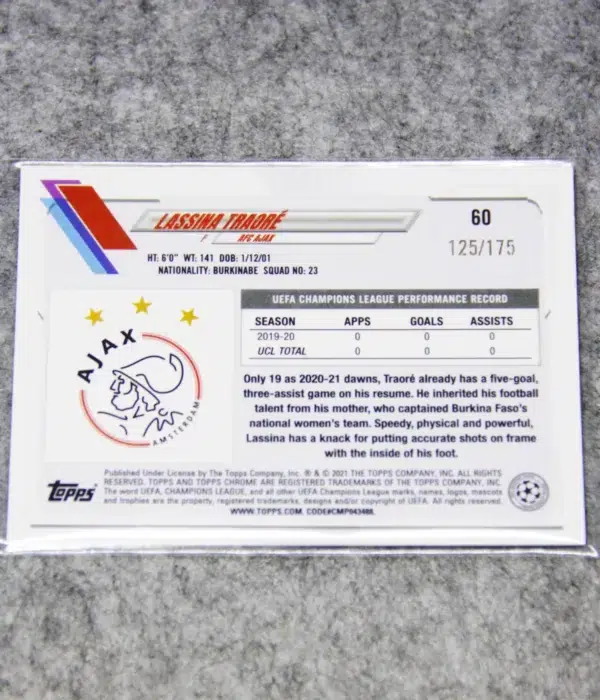 LASSINA TRAORÉ
F AFC AJAX
60
125/175
HT: 6'0" WT: 141 DOB: 1/12/01
NATIONALITY: BURKINABE SQUAD NO: 23
AJAX
AMSTERDAM
UEFA CHAMPIONS LEAGUE PERFORMANCE RECORD
SEASON APPS GOALS ASSISTS
2019-20 0 0 0
UCL TOTAL 0 0 0
Only 19 as 2020-21 dawns, Traoré already has a five-goal,
three-assist game on his resume. He inherited his football
talent from his mother, who captained Burkina Faso's
national women's team. Speedy, physical and powerful,
Lassina has a knack for putting accurate shots on frame
with the inside of his foot.
topps
Published Under License by The Topps Company, Inc. ® & © 2021 THE TOPPS COMPANY, INC. ALL RIGHTS
RESERVED. TOPPS AND TOPPS CHROME ARE REGISTERED TRADEMARKS OF THE TOPPS COMPANY, INC.
The word UEFA, CHAMPIONS LEAGUE, and all other UEFA Champions League marks, names, logos, mascots
and trophies are the property, registered trademarks, designs and/or copyright of UEFA. All rights reserved.
WWW.TOPPS.COM. CODE#CMP043488.